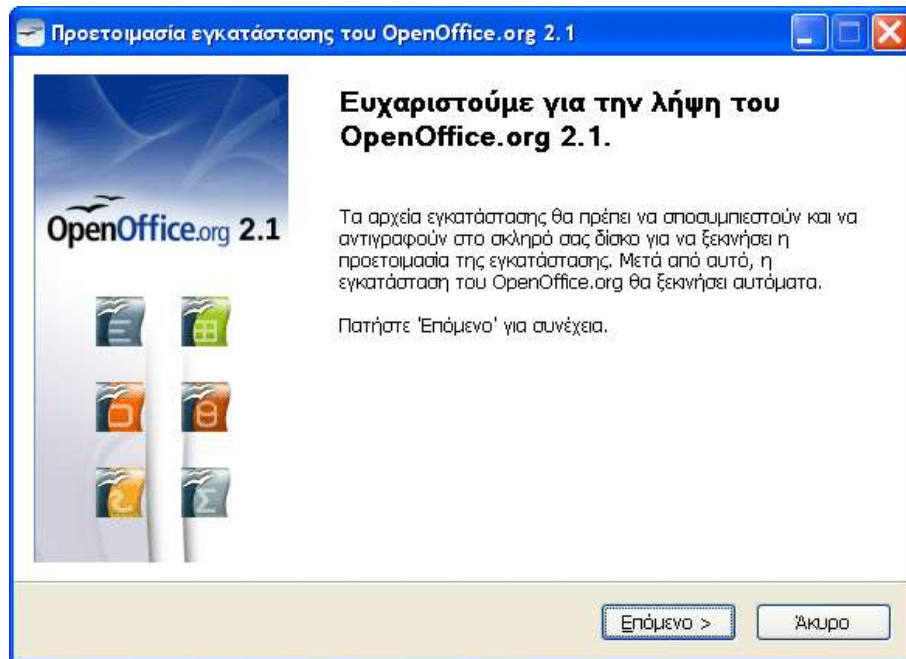 Προετοιμασία εγκατάστασης του OpenOffice.org 2.1
Ευχαριστούμε για την λήψη του
OpenOffice.org 2.1.
OpenOffice.org 2.1
Τα αρχεία εγκατάστασης θα πρέπει να αποσυμπιεστούν και να
αντιγραφούν στο σκληρό σας δίσκο για να ξεκινήσει η
προετοιμασία της εγκατάστασης. Μετά από αυτό, η
εγκατάσταση του OpenOffice.org θα ξεκινήσει αυτόματα.
Πατήστε 'Επόμενο' για συνέχεια.
Επόμενο >
Άκυρο